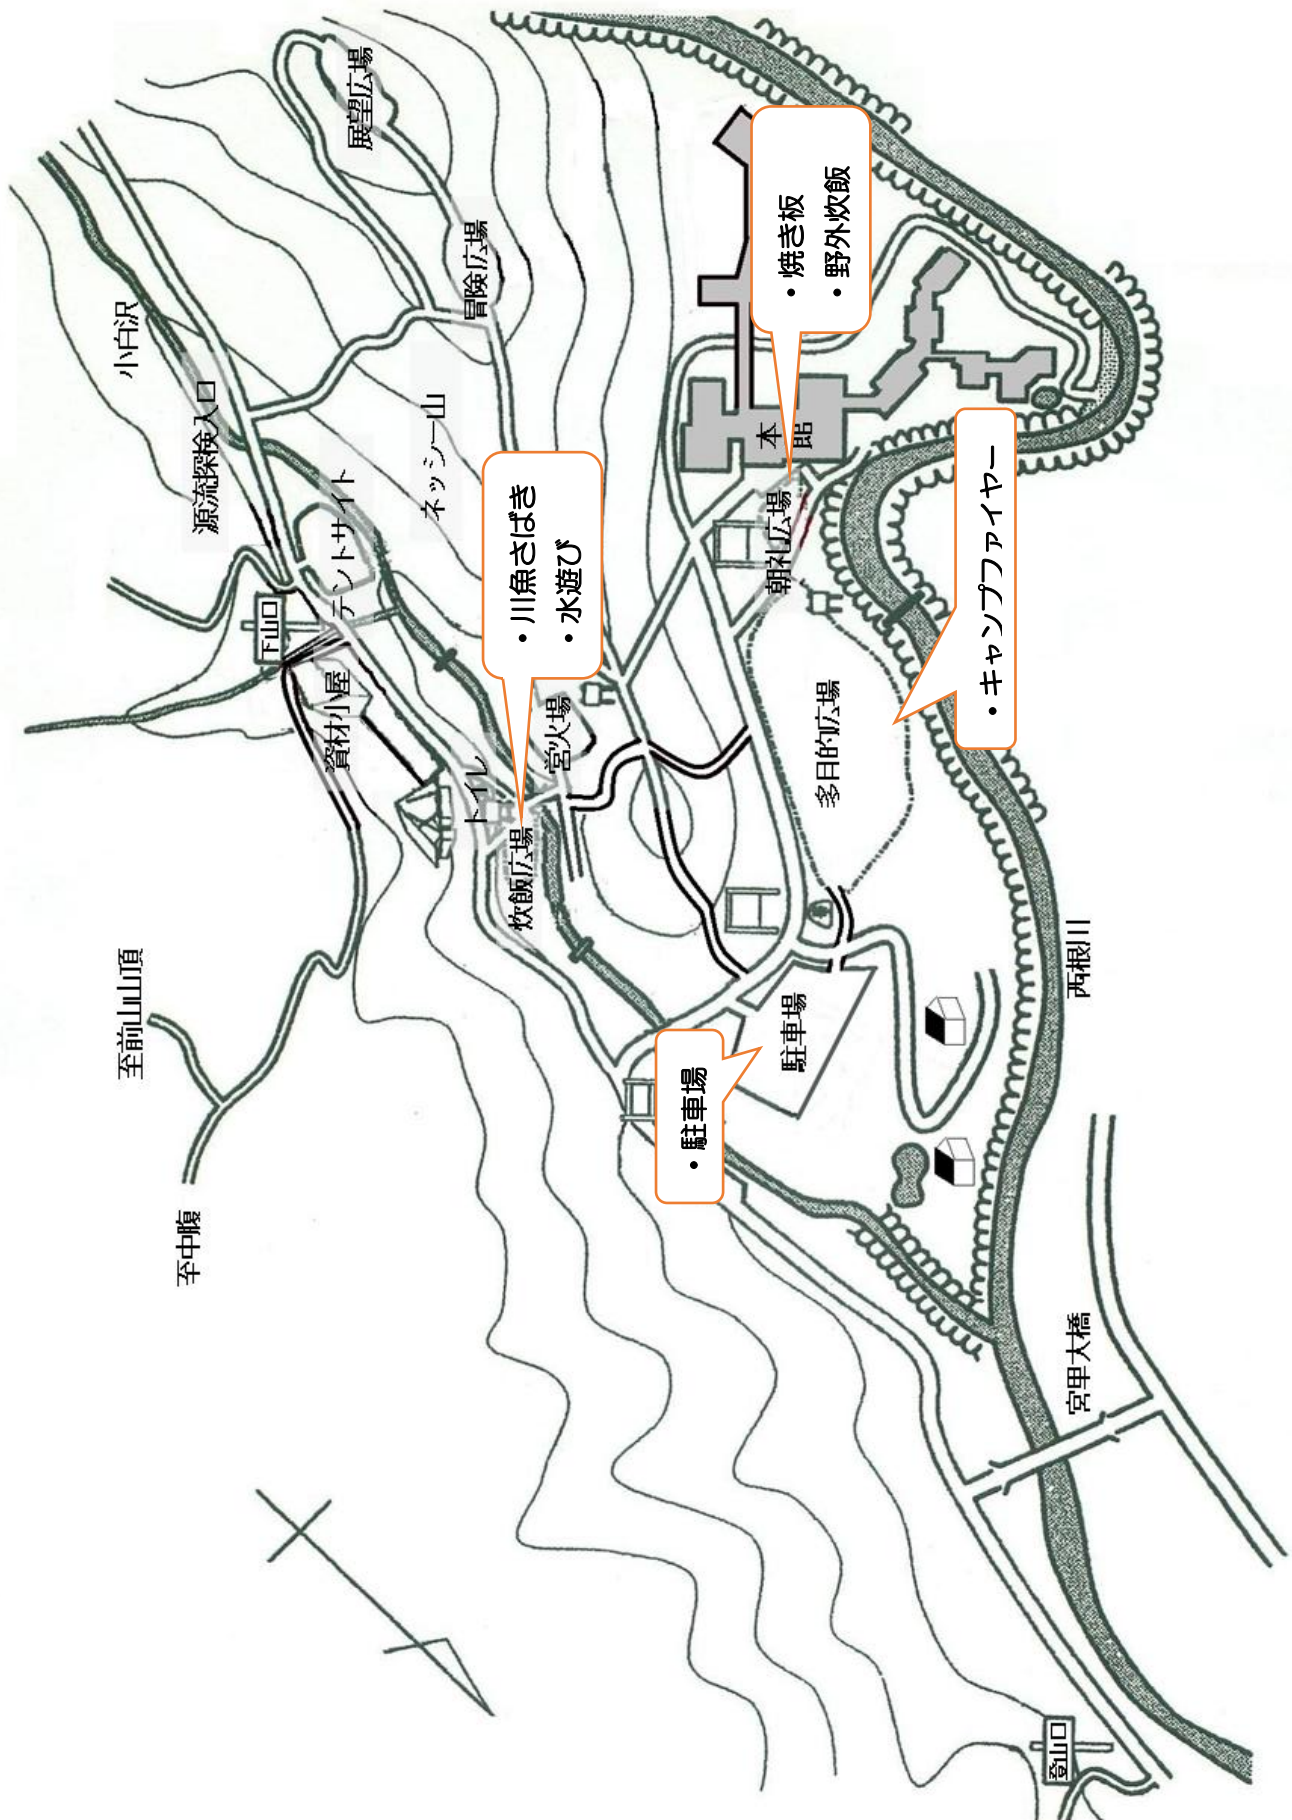 至中腹
至前山山頂
小白沢
源流探検入口
下山口
テントサイト
資材小屋
展望広場
冒険広場
ネッシー山
トイレ
炊飯広場
営火場
・川魚さばき
・水遊び
・駐車場
駐車場
本館
朝礼広場
・焼き板
・野外炊飯
多目的広場
・キャンプファイヤー
西根川
宮里大橋
登山口